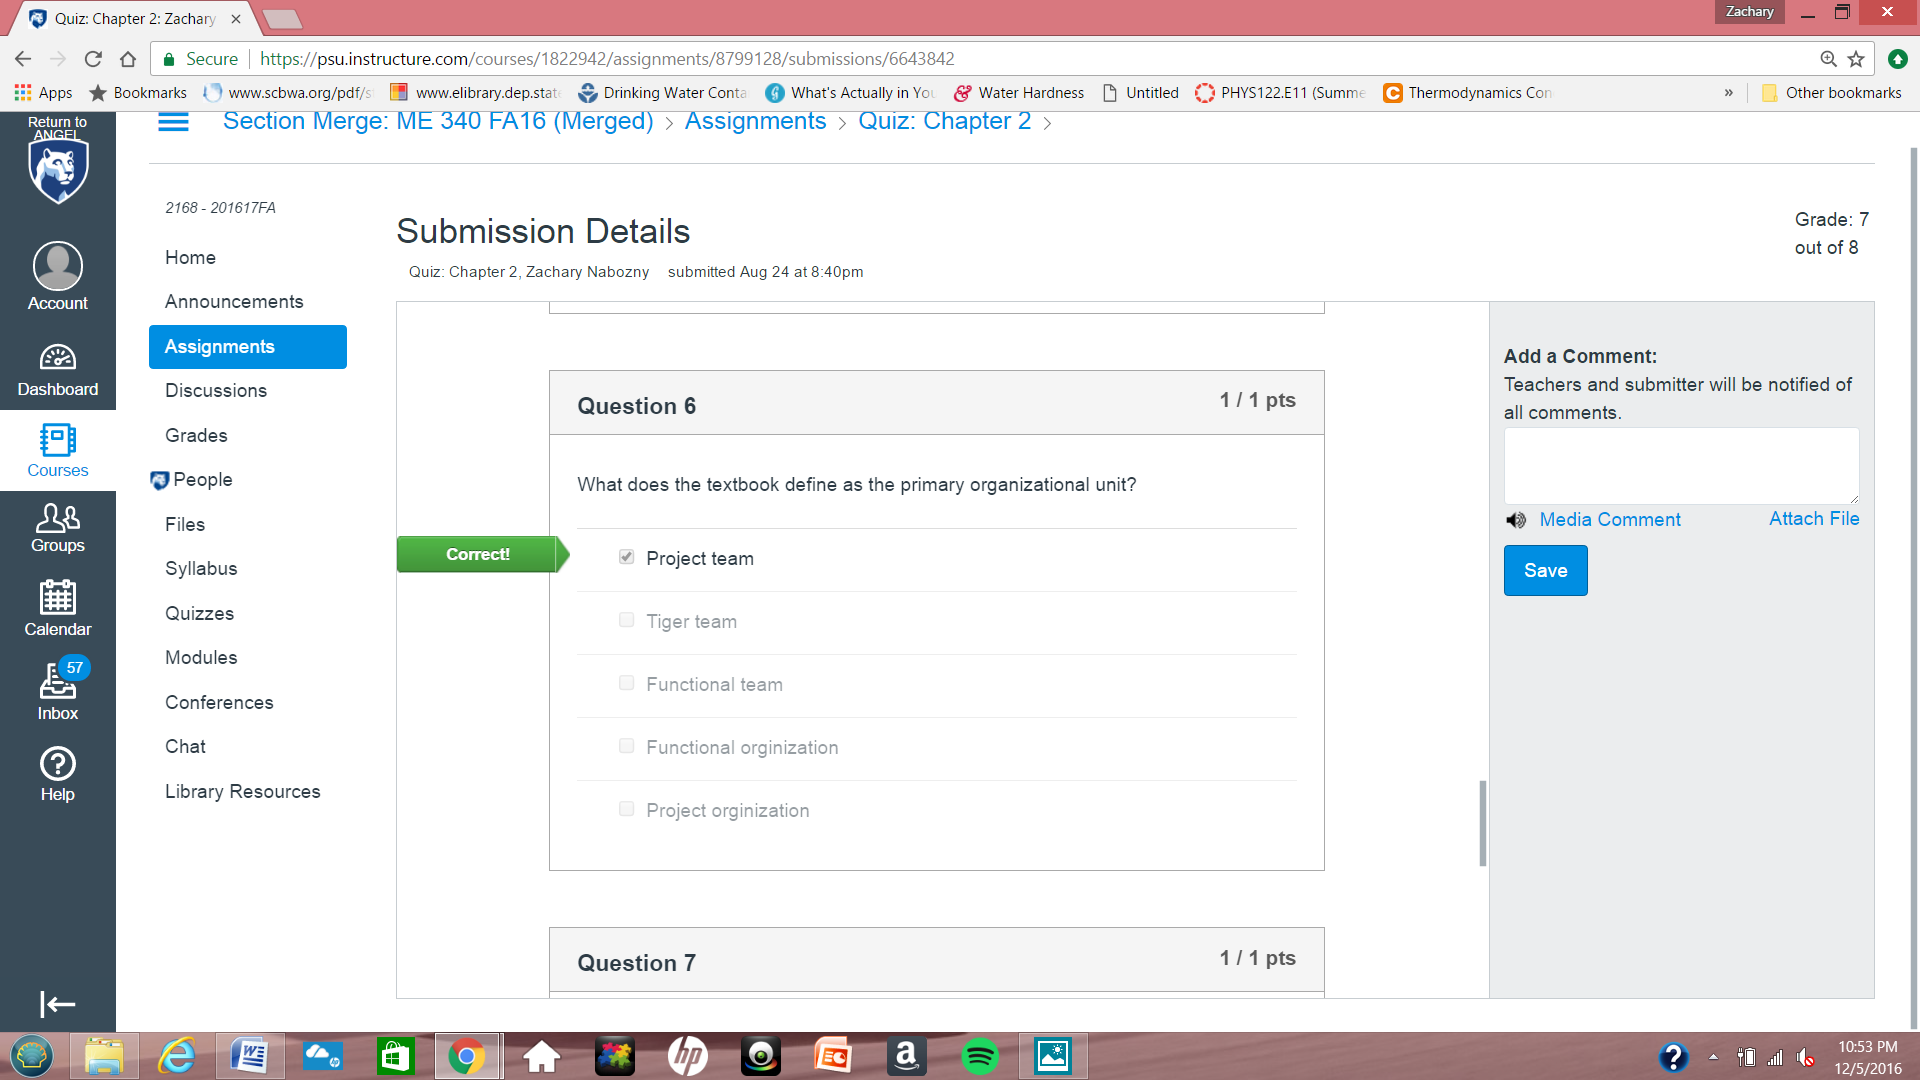 Quiz: Chapter 2: Zachary
Zachary
Secure https://psu.instructure.com/courses/1822942/assignments/8799128/submissions/6643842
Apps Bookmarks www.scbwa.org/pdf/s www.elibrary.dep.stat Drinking Water Conta What's Actually in You Water Hardness Untitled PHYS122.E11 (Summe Thermodynamics Con » Other bookmarks
Return to
ANGEL
Account
Dashboard
Courses
Groups
Calendar
57
Inbox
Help
Section Merge: ME 340 FA16 (Merged) > Assignments > Quiz: Chapter 2 >
2168 - 201617FA
Home
Announcements
Assignments
Discussions
Grades
People
Files
Syllabus
Quizzes
Modules
Conferences
Chat
Library Resources
Submission Details
Quiz: Chapter 2, Zachary Nabozny submitted Aug 24 at 8:40pm
Grade: 7
out of 8
Question 6 1 / 1 pts
What does the textbook define as the primary organizational unit?
Correct!
Project team
Tiger team
Functional team
Functional orginization
Project orginization
Question 7 1 / 1 pts
Add a Comment:
Teachers and submitter will be notified of
all comments.
Media Comment Attach File
Save
10:53 PM
12/5/2016